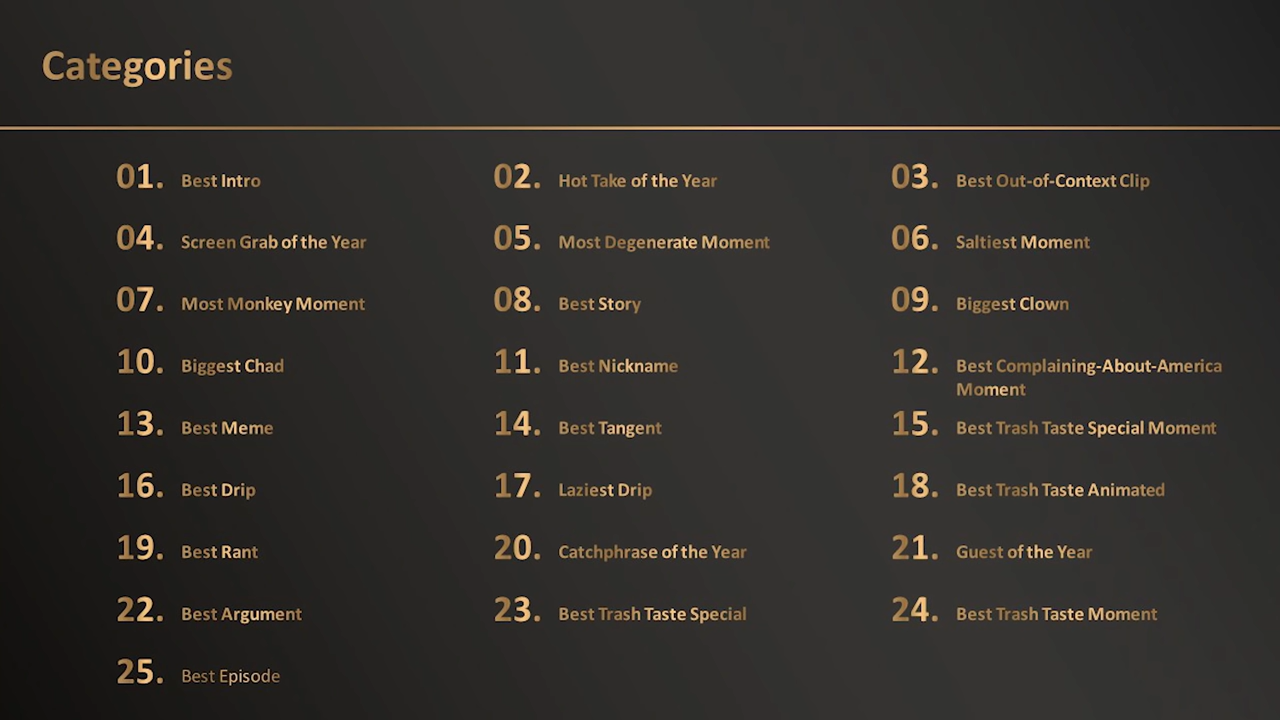 Categories
01. Best Intro
02. Hot Take of the Year
03. Best Out-of-Context Clip
04. Screen Grab of the Year
05. Most Degenerate Moment
06. Saltiest Moment
07. Most Monkey Moment
08. Best Story
09. Biggest Clown
10. Biggest Chad
11. Best Nickname
12. Best Complaining-About-America
Moment
13. Best Meme
14. Best Tangent
15. Best Trash Taste Special Moment
16. Best Drip
17. Laziest Drip
18. Best Trash Taste Animated
19. Best Rant
20. Catchphrase of the Year
21. Guest of the Year
22. Best Argument
23. Best Trash Taste Special
24. Best Trash Taste Moment
25. Best Episode